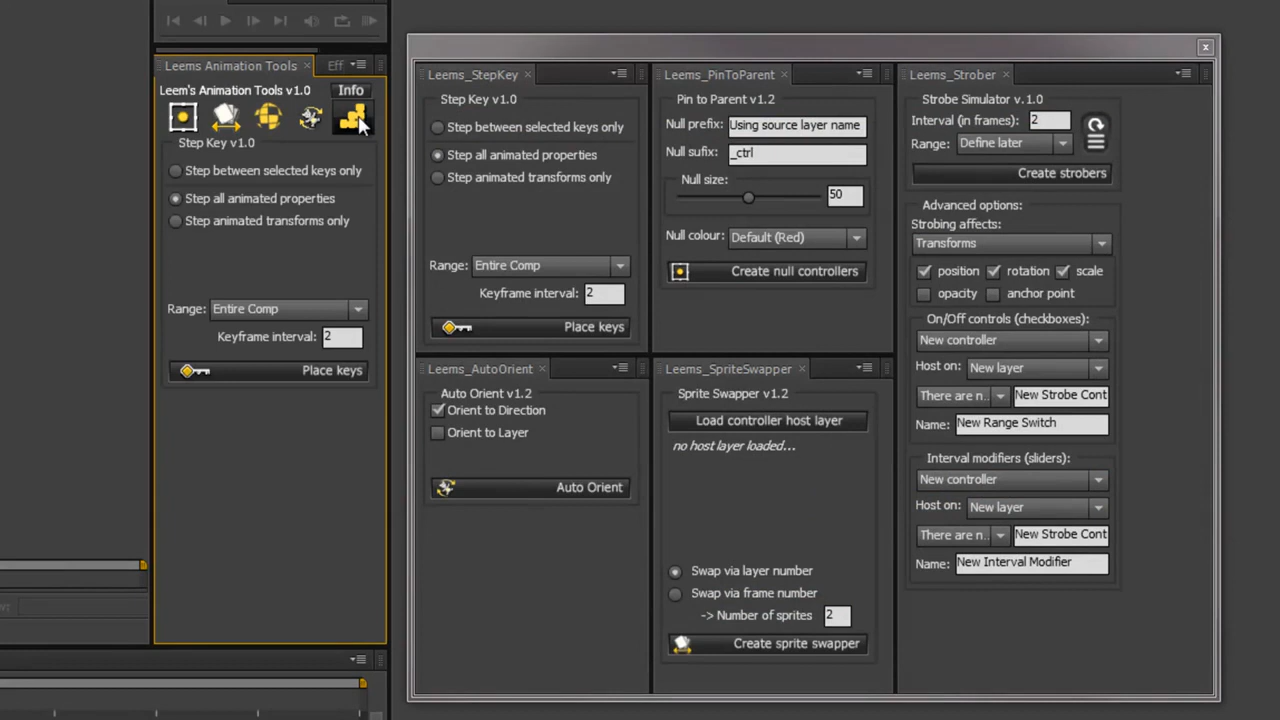 Leems Animation Tools
Eff
Leem's Animation Tools v1.0
Info
Step Key v1.0
Step between selected keys only
Step all animated properties
Step animated transforms only
Range:
Entire Comp
Keyframe interval:
2
Place keys
Leems_StepKey
Step Key v1.0
Step between selected keys only
Step all animated properties
Step animated transforms only
Range:
Entire Comp
Keyframe interval:
2
Place keys
Leems_PinToParent
Pin to Parent v1.2
Null prefix:
Using source layer name
Null sufix:
_ctrl
Null size:
50
Null colour:
Default (Red)
Create null controllers
Leems_AutoOrient
Auto Orient v1.2
Orient to Direction
Orient to Layer
Auto Orient
Leems_SpriteSwapper
Sprite Swapper v1.2
Load controller host layer
no host layer loaded...
Swap via layer number
Swap via frame number
-> Number of sprites
2
Create sprite swapper
Leems_Strober
Strobe Simulator v.1.0
Interval (in frames):
2
Range:
Define later
Create strobers
Advanced options:
Strobing affects:
Transforms
position
rotation
scale
opacity
anchor point
On/Off controls (checkboxes):
New controller
Host on:
New layer
There are n..
New Strobe Cont
Name:
New Range Switch
Interval modifiers (sliders):
New controller
Host on:
New layer
There are n..
New Strobe Cont
Name:
New Interval Modifier